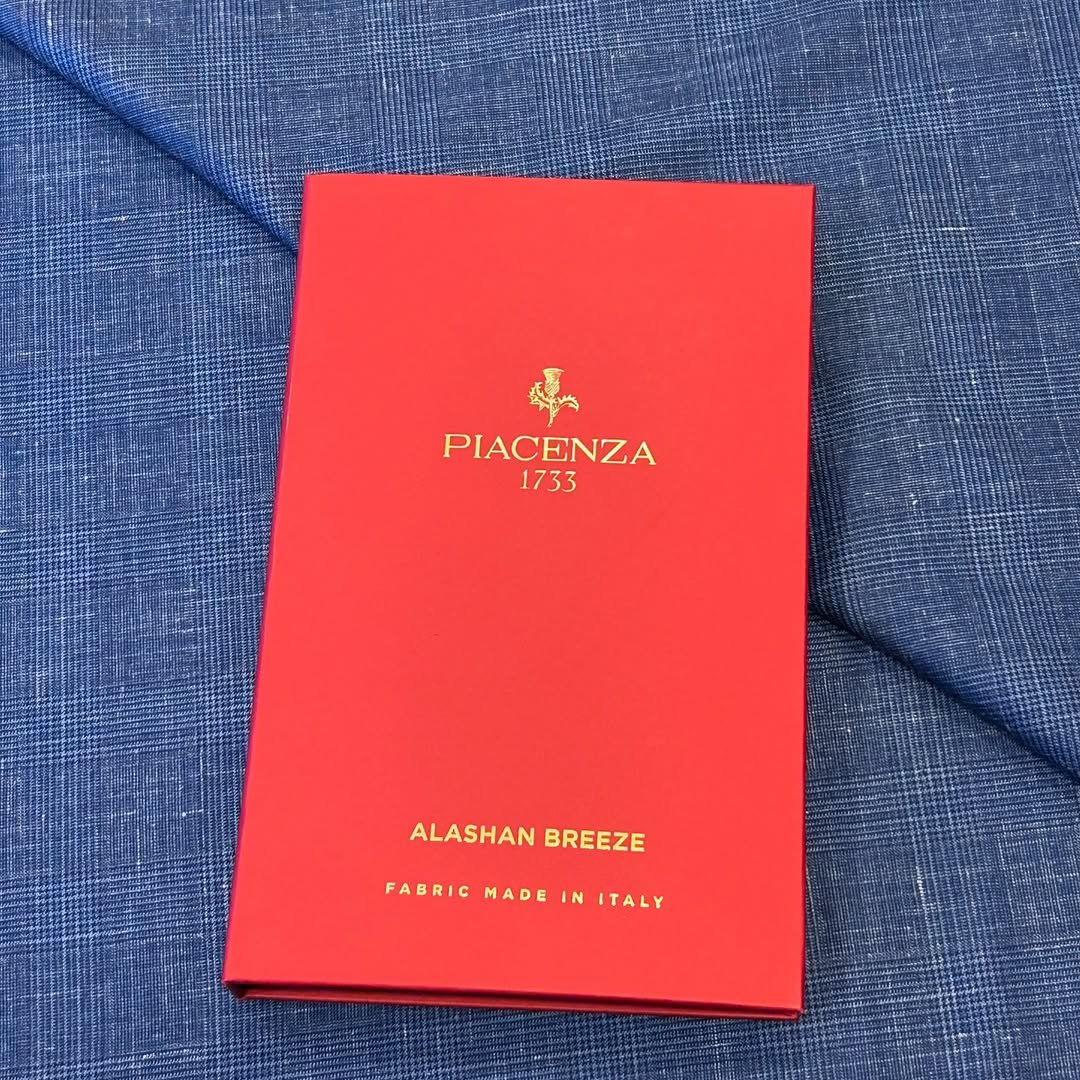 PIACENZA
1733
ALASHAN BREEZE
FABRIC MADE IN ITALY